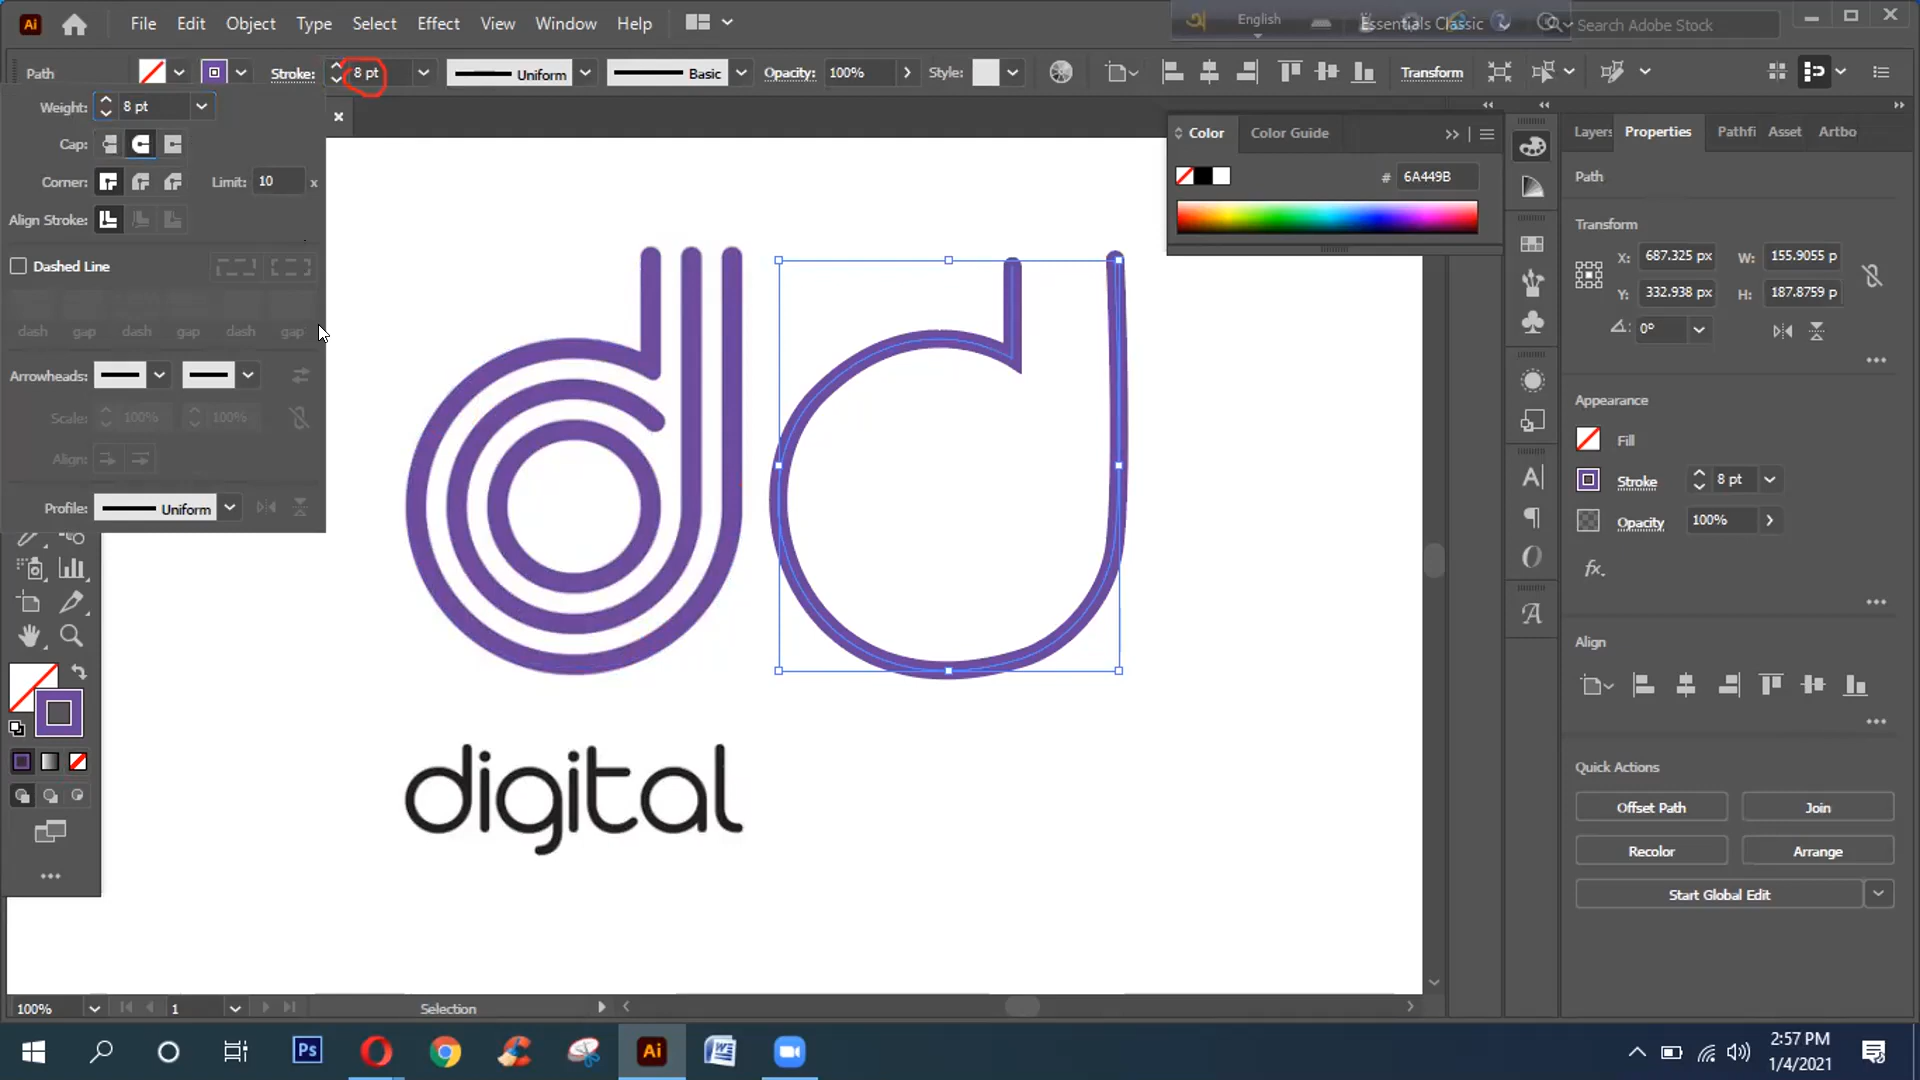 Ai File Edit Object Type Select Effect View Window Help
English Essentials Classic Search Adobe Stock
Path Stroke: 8 pt Uniform Basic Opacity: 100% Style: Transform
Weight: 8 pt
Cap:
Corner: Limit: 10 x
Align Stroke:
Dashed Line
dash gap dash gap dash gap
Arrowheads:
Scale: 100% 100%
Align:
Profile: Uniform
Color Color Guide
# 6A449B
digital
Layers Properties Pathfi Asset Artbo
Path
Transform
X: 687.325 px W: 155.9055 p
Y: 332.938 px H: 187.8759 p
0°
Appearance
Fill
Stroke 8 pt
Opacity 100%
fx.
Align
Quick Actions
Offset Path Join
Recolor Arrange
Start Global Edit
100% 1 Selection
Ps Ai
2:57 PM
1/4/2021